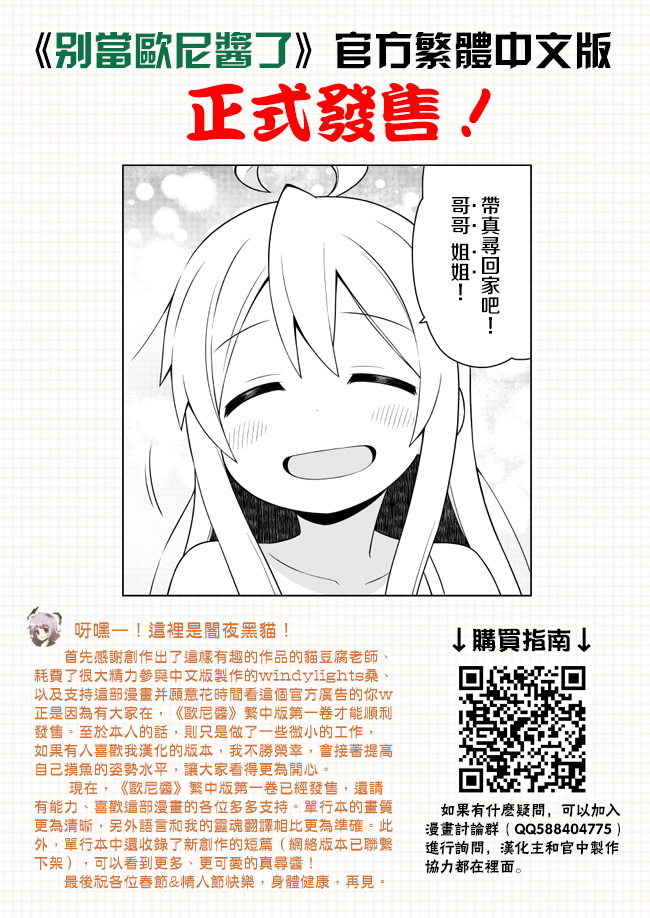 《别當歐尼醬了》官方繁體中文版
正式發售！
帶真尋回家吧！
哥哥 姐姐！
呀嘿一！這裡是闇夜黑貓！
首先感謝創作出了這樣有趣的作品的貓豆腐老師、
耗費了很大精力參與中文版製作的windylights桑、
以及支持這部漫畫并願意花時間看這個官方廣告的你w
正是因為有大家在，《歐尼醬》繁中版第一卷才能順利
發售。至於本人的話，則只是做了一些微小的工作，
如果有人喜歡我漢化的版本，我不勝榮幸，會接著提高
自己摸魚的姿勢水平，讓大家看得更為開心。
現在，《歐尼醬》繁中版第一卷已經發售，還請
有能力、喜歡這部漫畫的各位多多支持。單行本的畫質
更為清晰，另外語言和我的靈魂翻譯相比更為準確。此
外，單行本中還收錄了新創作的短篇（網絡版本已聯繫
下架），可以看到更多、更可愛的真尋醬！
最後祝各位春節&情人節快樂，身體健康，再見。
↓購買指南↓
如果有什麽疑問，可以加入
漫畫討論群（QQ588404775）
進行詢問，漢化主和官中製作
協力都在裡面。